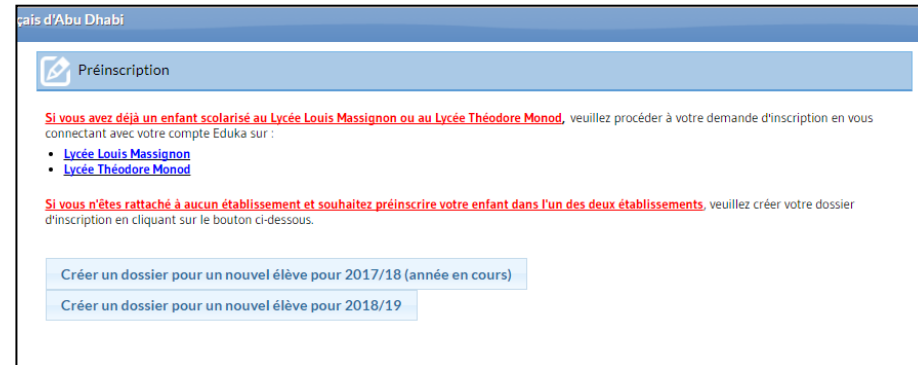 çais d'Abu Dhabi
Préinscription
Si vous avez déjà un enfant scolarisé au Lycée Louis Massignon ou au Lycée Théodore Monod, veuillez procéder à votre demande d'inscription en vous
connectant avec votre compte Eduka sur :
• Lycée Louis Massignon
• Lycée Théodore Monod
Si vous n'êtes rattaché à aucun établissement et souhaitez préinscrire votre enfant dans l'un des deux établissements, veuillez créer votre dossier
d'inscription en cliquant sur le bouton ci-dessous.
Créer un dossier pour un nouvel élève pour 2017/18 (année en cours)
Créer un dossier pour un nouvel élève pour 2018/19